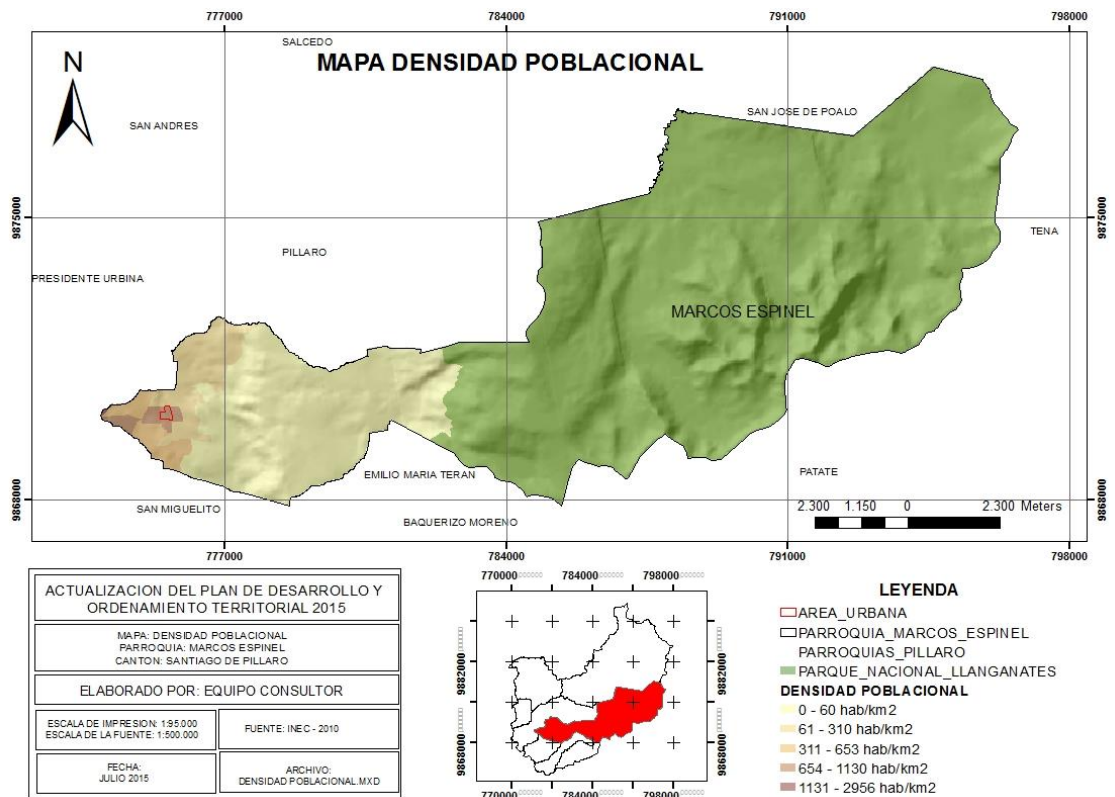 777000 784000 791000 798000
SALCEDO
MAPA DENSIDAD POBLACIONAL
N
SAN JOSE DE POALO
SAN ANDRES
9875000 9875000
TENA
PILLARO
PRESIDENTE URBINA
MARCOS ESPINEL
EMILIO MARIA TERAN
PATATE
9868000 9868000
SAN MIGUELITO
BAQUERIZO MORENO
2.300 1.150 0 2.300 Meters
777000 784000 791000 798000
ACTUALIZACION DEL PLAN DE DESARROLLO Y
ORDENAMIENTO TERRITORIAL 2015
MAPA: DENSIDAD POBLACIONAL
PARROQUIA: MARCOS ESPINEL
CANTON: SANTIAGO DE PILLARO
ELABORADO POR: EQUIPO CONSULTOR
ESCALA DE IMPRESION: 1:95.000
ESCALA DE LA FUENTE: 1:500.000
FUENTE: INEC - 2010
FECHA:
JULIO 2015
ARCHIVO:
DENSIDAD POBLACIONAL.MXD
770000 784000 798000
9882000 9882000
9868000 9868000
770000 784000 798000
LEYENDA
AREA_URBANA
PARROQUIA_MARCOS_ESPINEL
PARROQUIAS_PILLARO
PARQUE_NACIONAL_LLANGANATES
DENSIDAD POBLACIONAL
0 - 60 hab/km2
61 - 310 hab/km2
311 - 653 hab/km2
654 - 1130 hab/km2
1131 - 2956 hab/km2